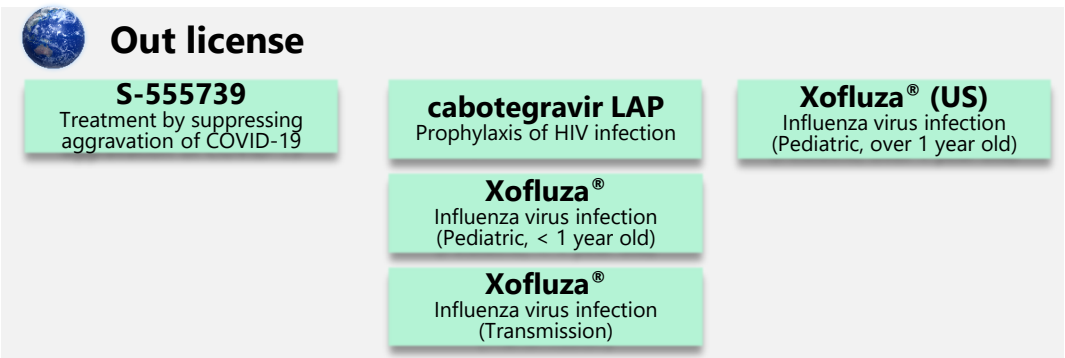 Out license
S-555739
Treatment by suppressing
aggravation of COVID-19
cabotegravir LAP
Prophylaxis of HIV infection
Xofluza®
Influenza virus infection
(Pediatric, < 1 year old)
Xofluza®
Influenza virus infection
(Transmission)
Xofluza® (US)
Influenza virus infection
(Pediatric, over 1 year old)